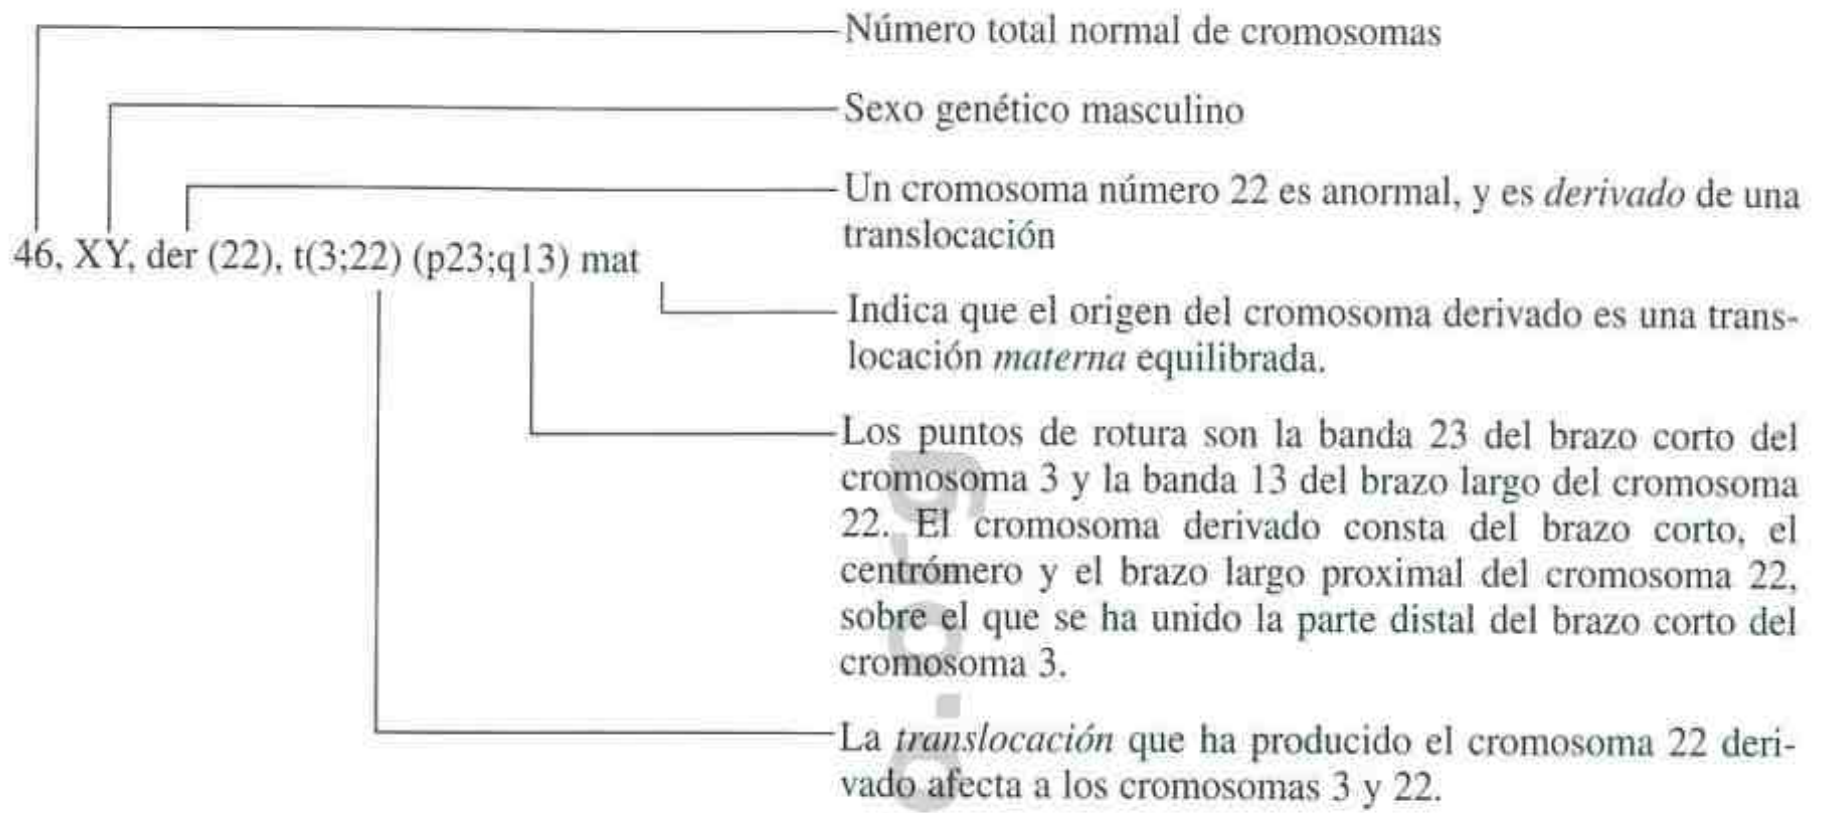 Número total normal de cromosomas
Sexo genético masculino
Un cromosoma número 22 es anormal, y es derivado de una
translocación
46, XY, der (22), t(3;22) (p23;q13) mat
Indica que el origen del cromosoma derivado es una trans-
locación materna equilibrada.
Los puntos de rotura son la banda 23 del brazo corto del
cromosoma 3 y la banda 13 del brazo largo del cromosoma
22. El cromosoma derivado consta del brazo corto, el
centrómero y el brazo largo proximal del cromosoma 22,
sobre el que se ha unido la parte distal del brazo corto del
cromosoma 3.
La translocación que ha producido el cromosoma 22 deri-
vado afecta a los cromosomas 3 y 22.